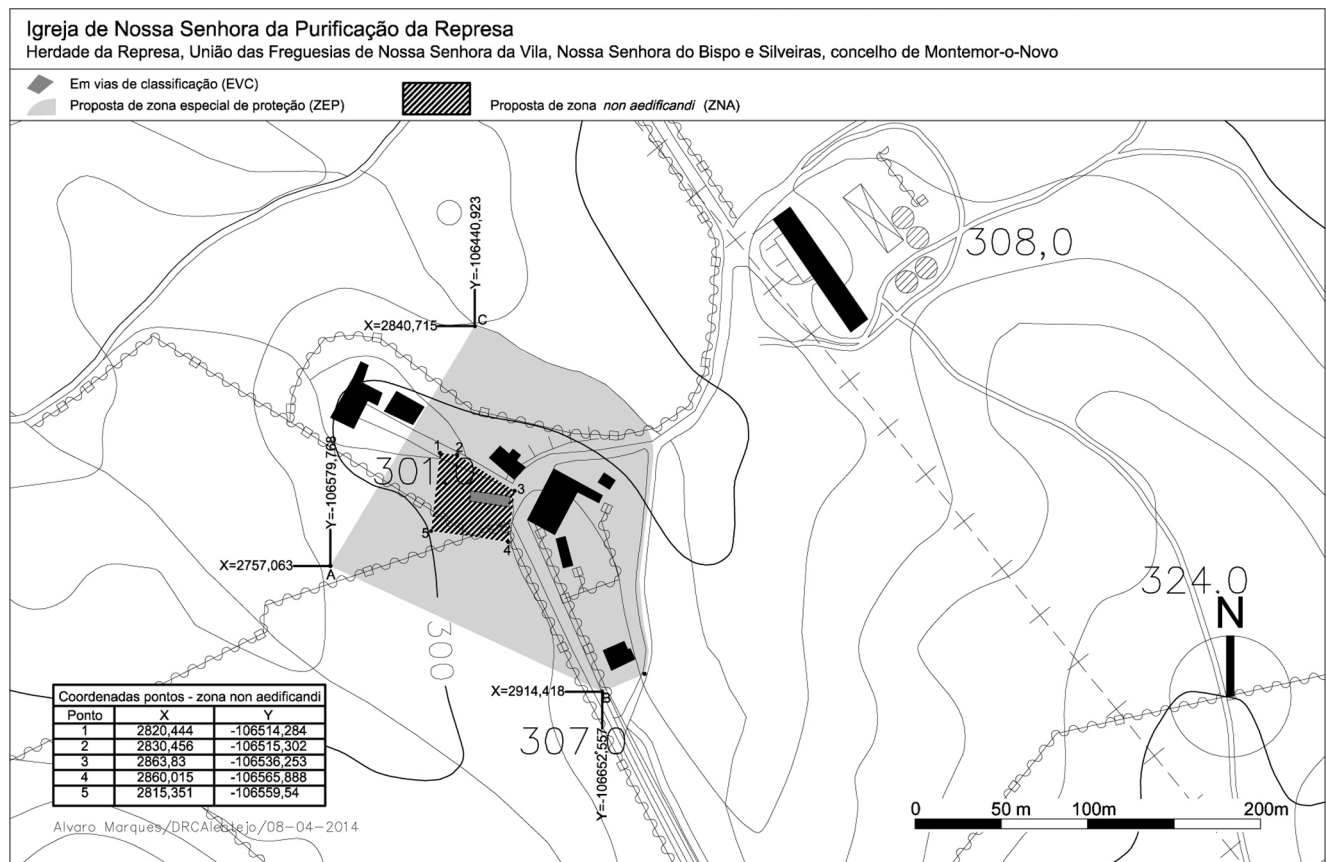 Igreja de Nossa Senhora da Purificação da Represa
Herdade da Represa, União das Freguesias de Nossa Senhora da Vila, Nossa Senhora do Bispo e Silveiras, concelho de Montemor-o-Novo
Em vias de classificação (EVC)
Proposta de zona especial de proteção (ZEP)
Proposta de zona non aedificandi (ZNA)
Y=-106440,923
308,0
X=2840,715
C
1
2
301.0
Y=-106579,768
3
5
4
X=2757,063
A
324.0
N
300
X=2914,418
B
307.0
Y=-106652,557
Coordenadas pontos - zona non aedificandi
Ponto X Y
1 2820,444 -106514,284
2 2830,456 -106515,302
3 2863,83 -106536,253
4 2860,015 -106565,888
5 2815,351 -106559,54
Alvaro Marques/DRCAlentejo/08-04-2014
0 50 m 100m 200m